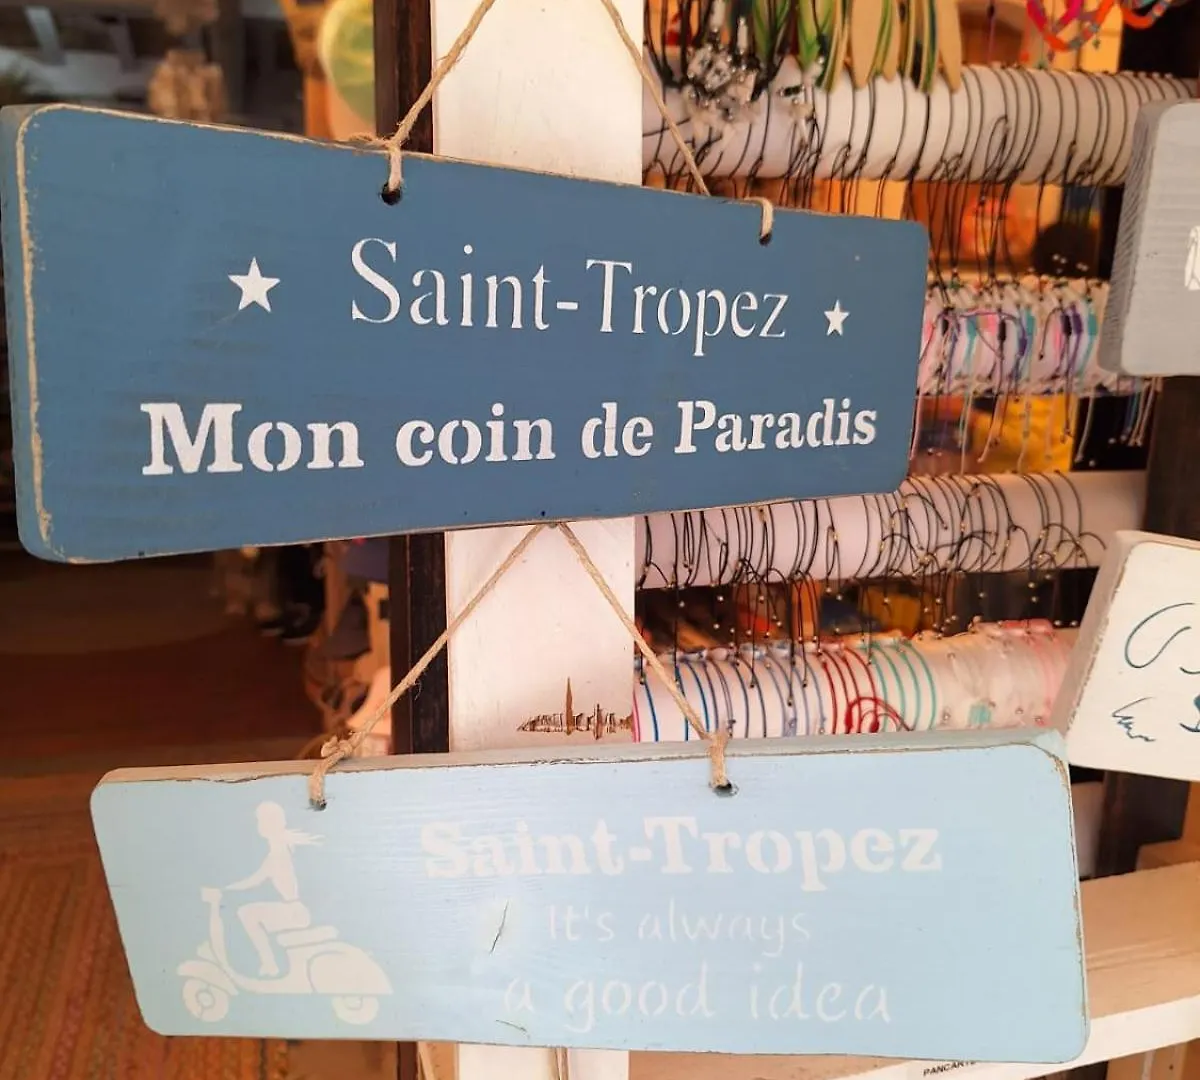 Saint-Tropez
Mon coin de Paradis
Saint-Tropez
It's always
a good idea